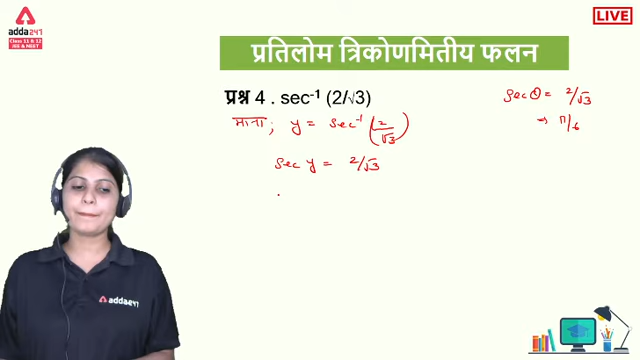 adda247
Class 11 & 12
JEE & NEET
LIVE
प्रतिलोम त्रिकोणमितीय फलन
प्रश्न 4 . sec⁻¹ (2/√3)
माना ; y = sec⁻¹ (2/√3)
sec y = 2/√3
sec θ = 2/√3
⇒ π/6
adda247